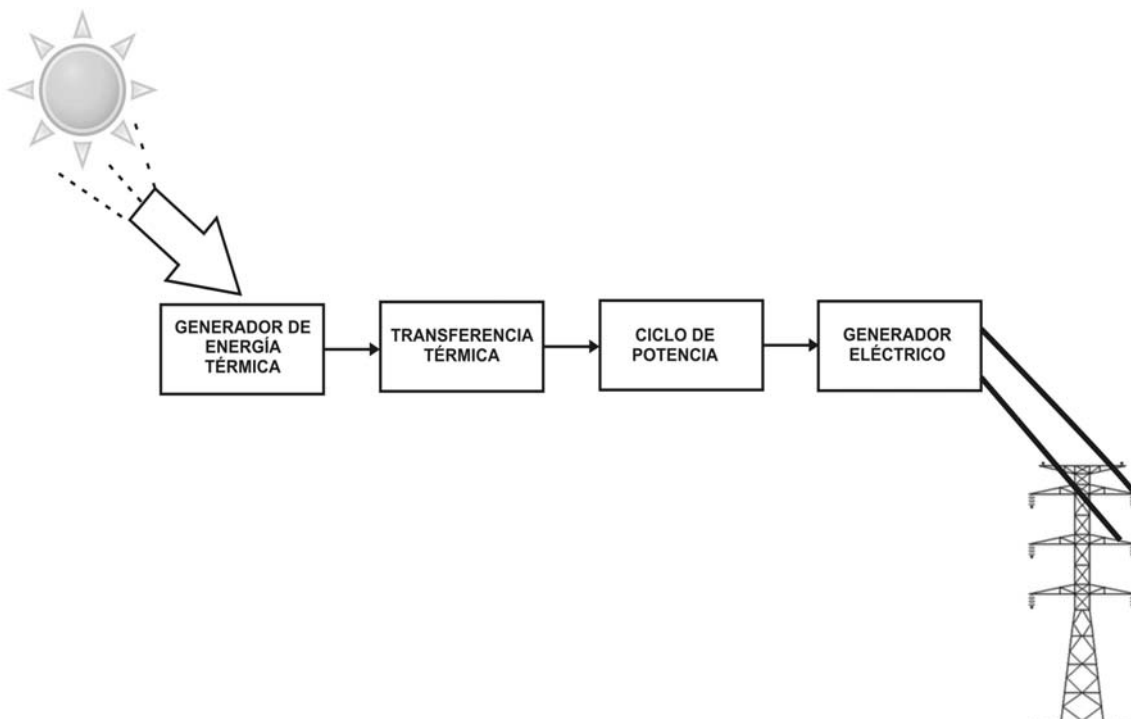 GENERADOR DE
ENERGÍA
TÉRMICA
TRANSFERENCIA
TÉRMICA
CICLO DE
POTENCIA
GENERADOR
ELÉCTRICO